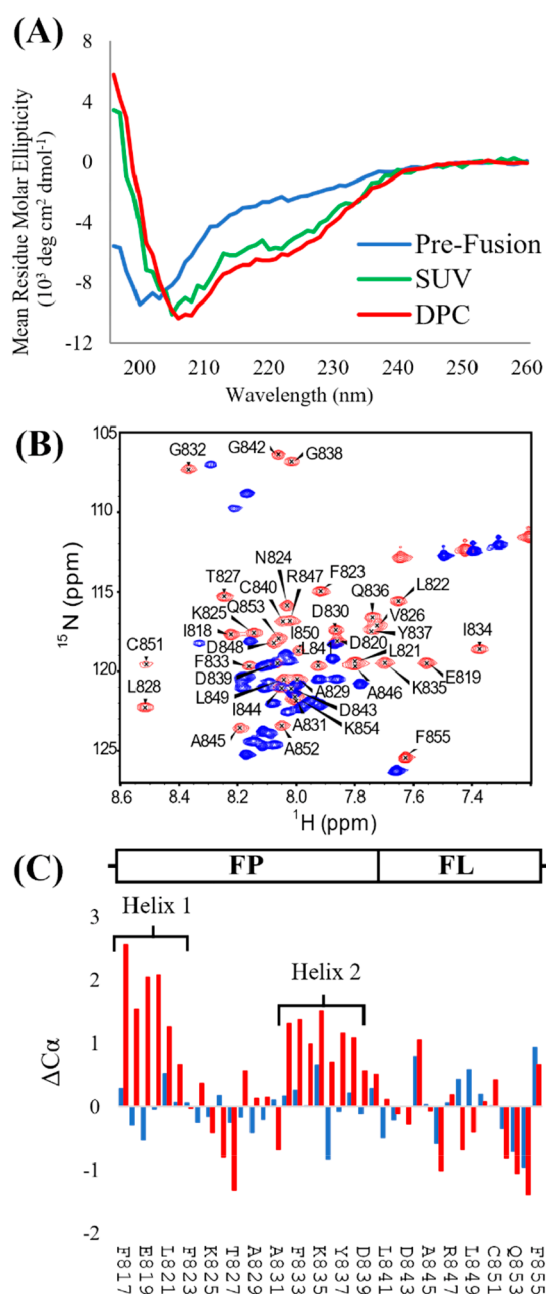 (A)
Mean Residue Molar Ellipticity
(10³ deg cm² dmol⁻¹)
8
4
0
-4
-8
-12
Pre-Fusion
SUV
DPC
200 210 220 230 240 250 260
Wavelength (nm)
(B)
¹⁵N (ppm)
105
110
115
120
125
G832
G842
G838
N824
T827
C840
R847
F823
K825
Q853
D830
Q836
L822
I818
D848
I850
V826
C851
L841
D820
Y837
I834
F833
D839
L828
L849
A829
A846
L821
K835
E819
I844
D843
A831
K854
A845
A852
F855
8.6 8.4 8.2 8.0 7.8 7.6 7.4
¹H (ppm)
(C)
FP FL
Helix 1
Helix 2
ΔCα
3
2
1
0
-1
-2
F817 E819 L821 F823 K825 T827 A829 A831 F833 K835 Y837 D839 L841 D843 A845 R847 L849 C851 Q853 F855